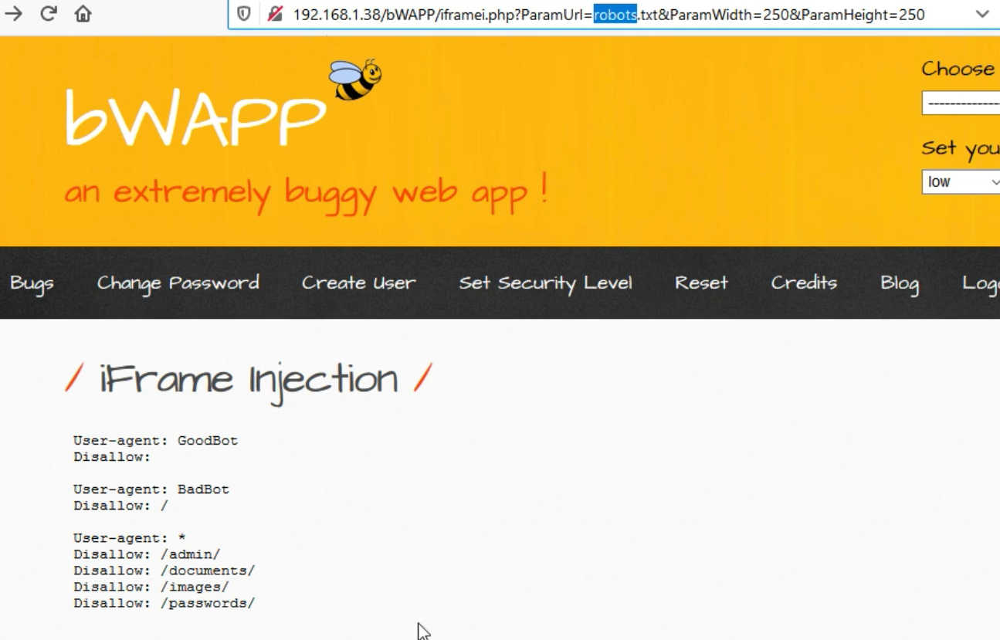 192.168.1.38/bWAPP/iframei.php?ParamUrl=robots.txt&ParamWidth=250&ParamHeight=250
Choose
--------------
bWAPP
Set you
low
an extremely buggy web app !
Bugs Change Password Create User Set Security Level Reset Credits Blog Logo
/ iFrame Injection /
User-agent: GoodBot
Disallow:
User-agent: BadBot
Disallow: /
User-agent: *
Disallow: /admin/
Disallow: /documents/
Disallow: /images/
Disallow: /passwords/